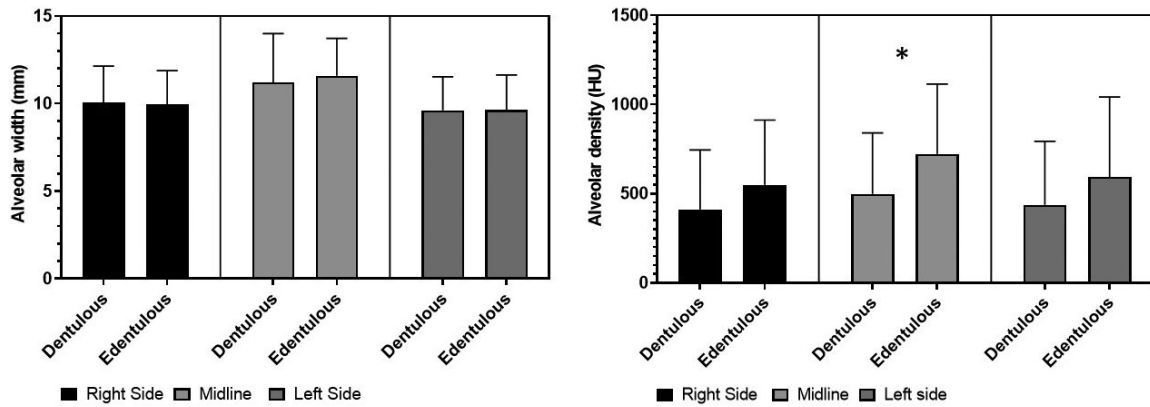 Alveolar width (mm)
15
10
5
0
Dentulous
Edentulous
Dentulous
Edentulous
Dentulous
Edentulous
Right Side
Midline
Left Side
Alveolar density (HU)
1500
1000
500
0
*
Dentulous
Edentulous
Dentulous
Edentulous
Dentulous
Edentulous
Right Side
Midline
Left side